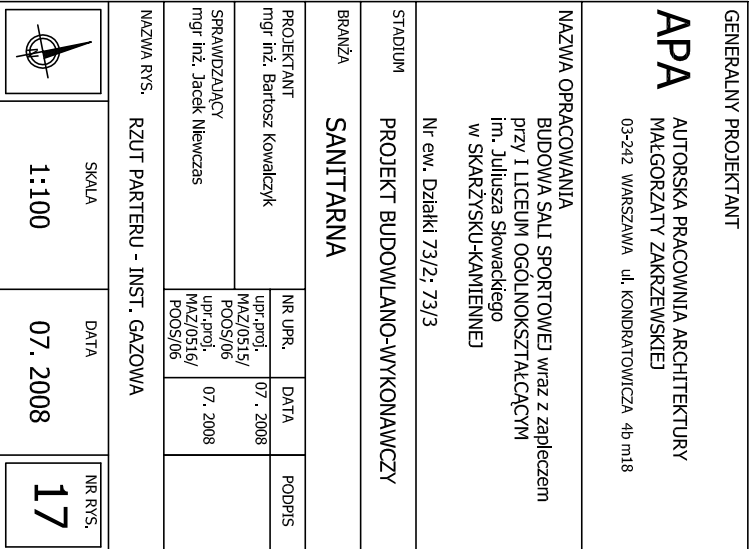 GENERALNY PROJEKTANT
APA
AUTORSKA PRACOWNIA ARCHITEKTURY
MAŁGORZATY ZAKRZEWSKIEJ
03-242 WARSZAWA ul. KONDRATOWICZA 4b m18
NAZWA OPRACOWANIA
BUDOWA SALI SPORTOWEJ wraz z zapleczem
przy I LICEUM OGÓLNOKSZTAŁCĄCYM
im. Juliusza Słowackiego
w SKARŻYSKU-KAMIENNEJ
Nr ew. Działki 73/2; 73/3
STADIUM
PROJEKT BUDOWLANO-WYKONAWCZY
BRANŻA
SANITARNA
PROJEKTANT
mgr inż. Bartosz Kowalczyk
SPRAWDZAJĄCY
mgr inż. Jacek Niewczas
NR UPR.
DATA
PODPIS
upr.proj.
MAZ/0515/
POOS/06
07 . 2008
upr.proj.
MAZ/0516/
POOS/06
07. 2008
NAZWA RYS.
RZUT PARTERU - INST. GAZOWA
SKALA
1:100
DATA
07. 2008
NR RYS.
17